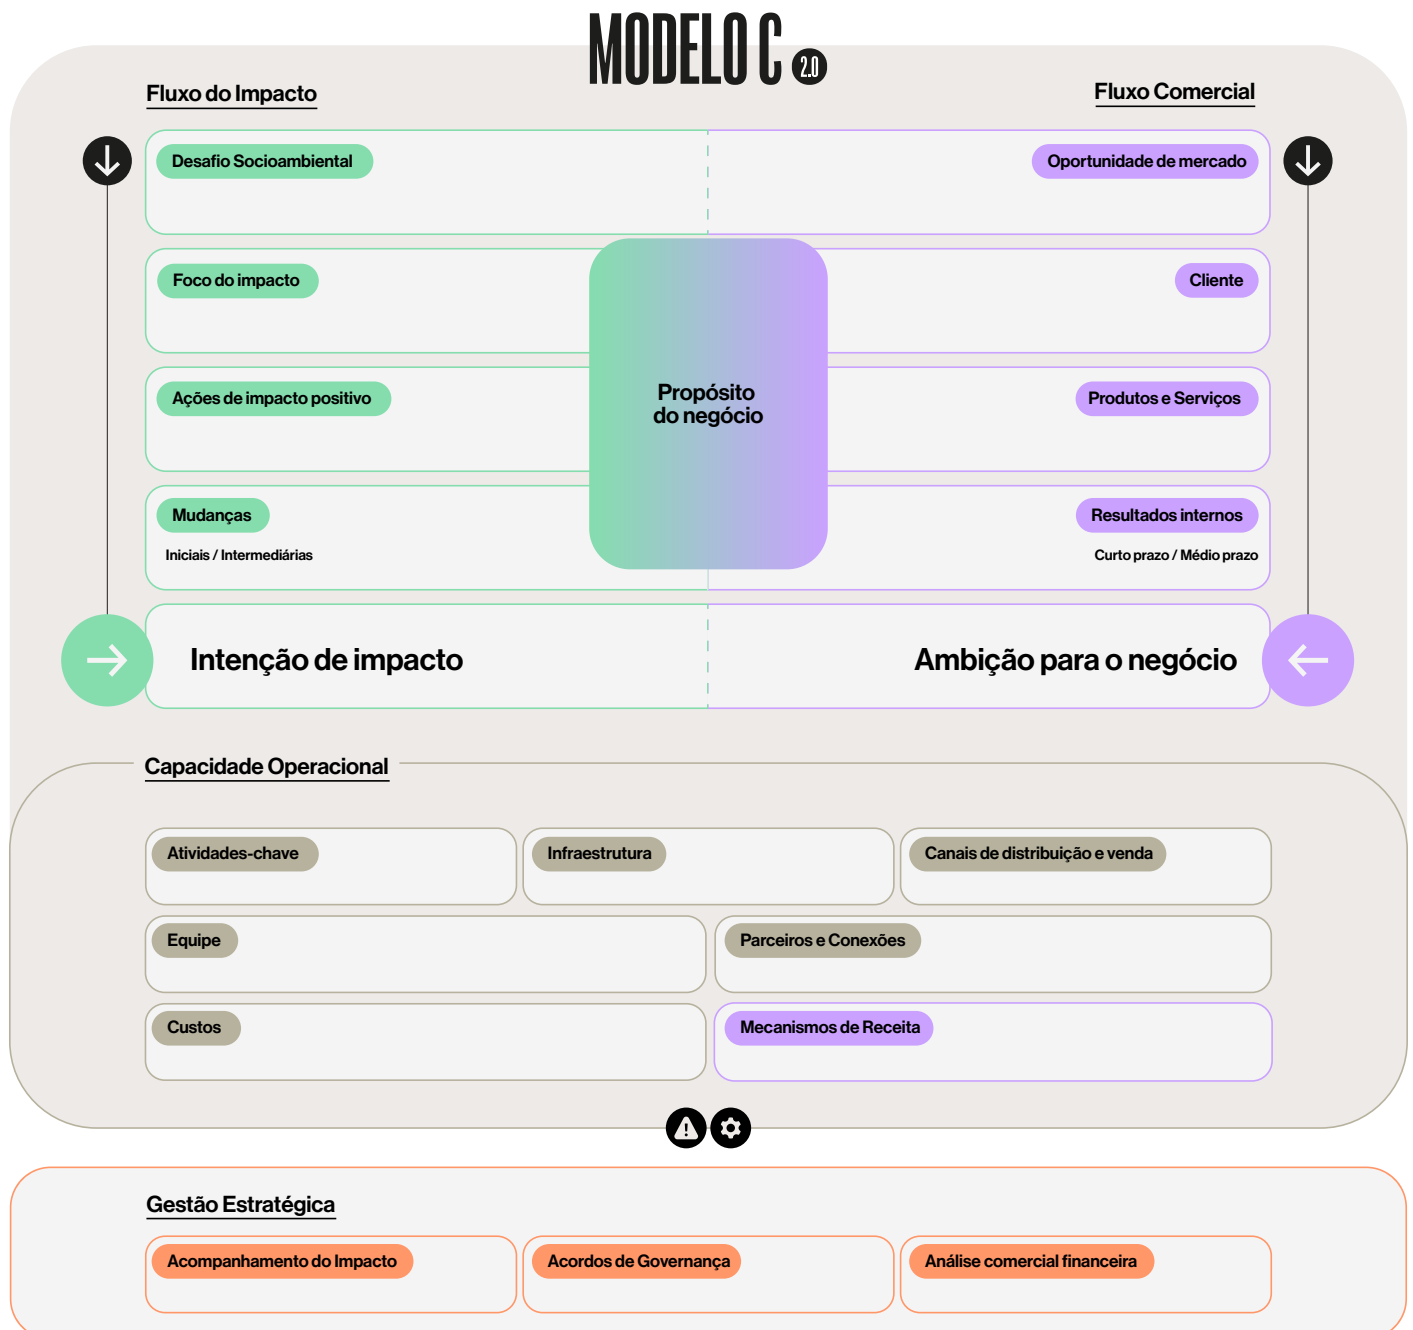 MODELO C 2.0
Fluxo do Impacto
Fluxo Comercial
Desafio Socioambiental
Oportunidade de mercado
Foco do impacto
Cliente
Propósito
do negócio
Ações de impacto positivo
Produtos e Serviços
Mudanças
Iniciais / Intermediárias
Resultados internos
Curto prazo / Médio prazo
Intenção de impacto
Ambição para o negócio
Capacidade Operacional
Atividades-chave
Infraestrutura
Canais de distribuição e venda
Equipe
Parceiros e Conexões
Custos
Mecanismos de Receita
Gestão Estratégica
Acompanhamento do Impacto
Acordos de Governança
Análise comercial financeira